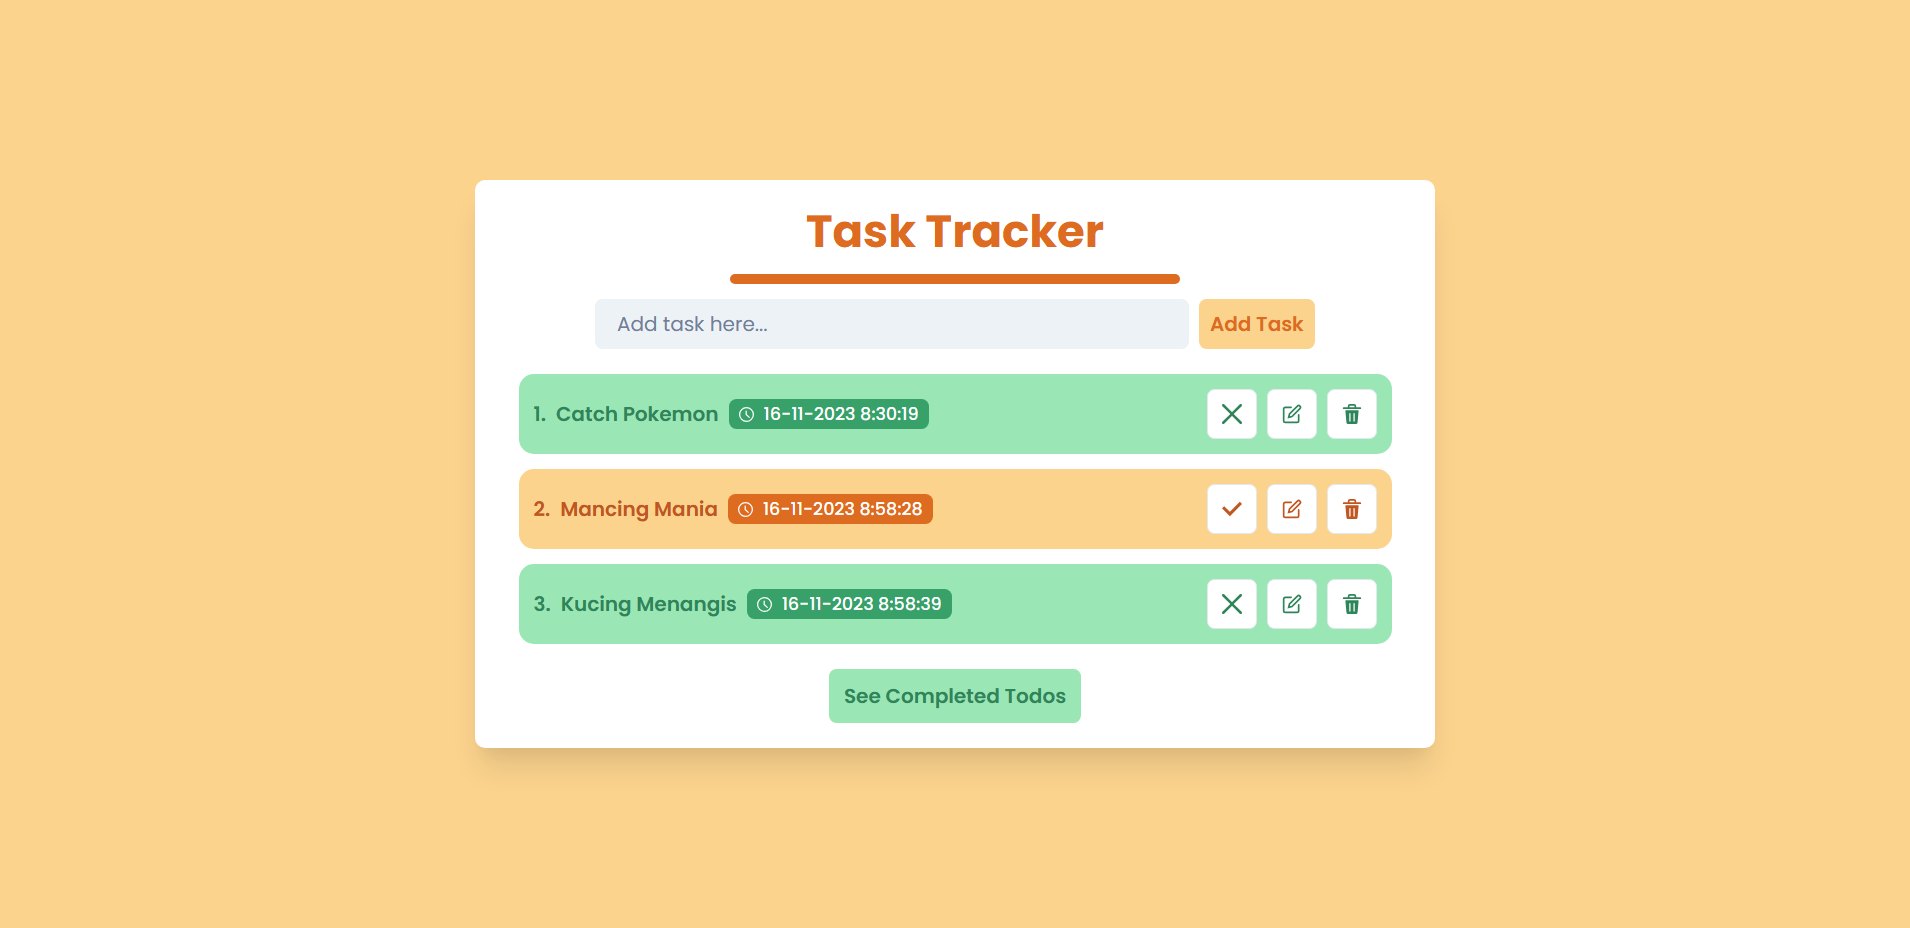 Task Tracker
Add task here...
Add Task
1. Catch Pokemon 16-11-2023 8:30:19
2. Mancing Mania 16-11-2023 8:58:28
3. Kucing Menangis 16-11-2023 8:58:39
See Completed Todos